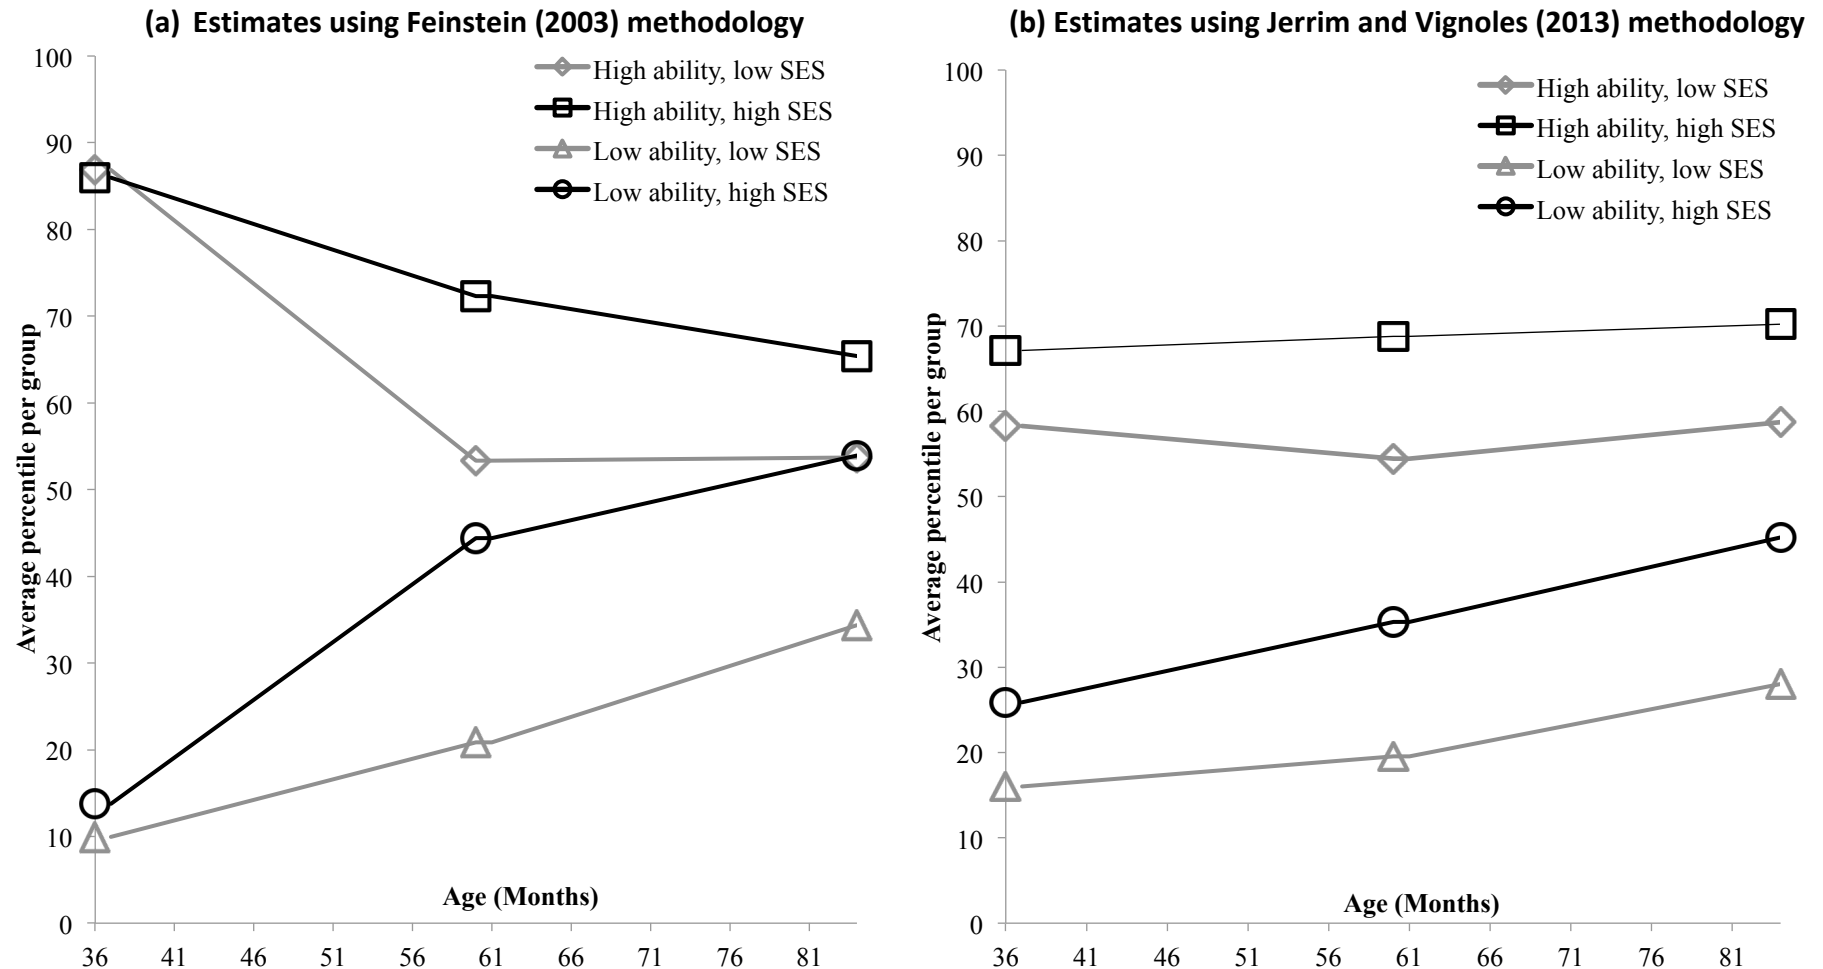 (a) Estimates using Feinstein (2003) methodology
100
90
80
70
60
50
40
30
20
10
0
Average percentile per group
High ability, low SES
High ability, high SES
Low ability, low SES
Low ability, high SES
Age (Months)
36 41 46 51 56 61 66 71 76 81
(b) Estimates using Jerrim and Vignoles (2013) methodology
100
90
80
70
60
50
40
30
20
10
0
Average percentile per group
High ability, low SES
High ability, high SES
Low ability, low SES
Low ability, high SES
Age (Months)
36 41 46 51 56 61 66 71 76 81